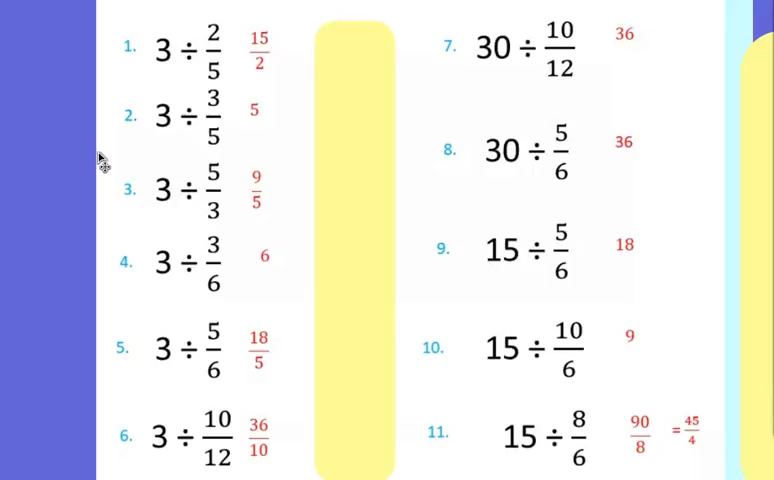 1. 3 ÷ 2/5 15/2
2. 3 ÷ 3/5 5
3. 3 ÷ 5/3 9/5
4. 3 ÷ 3/6 6
5. 3 ÷ 5/6 18/5
6. 3 ÷ 10/12 36/10
7. 30 ÷ 10/12 36
8. 30 ÷ 5/6 36
9. 15 ÷ 5/6 18
10. 15 ÷ 10/6 9
11. 15 ÷ 8/6 90/8 = 45/4